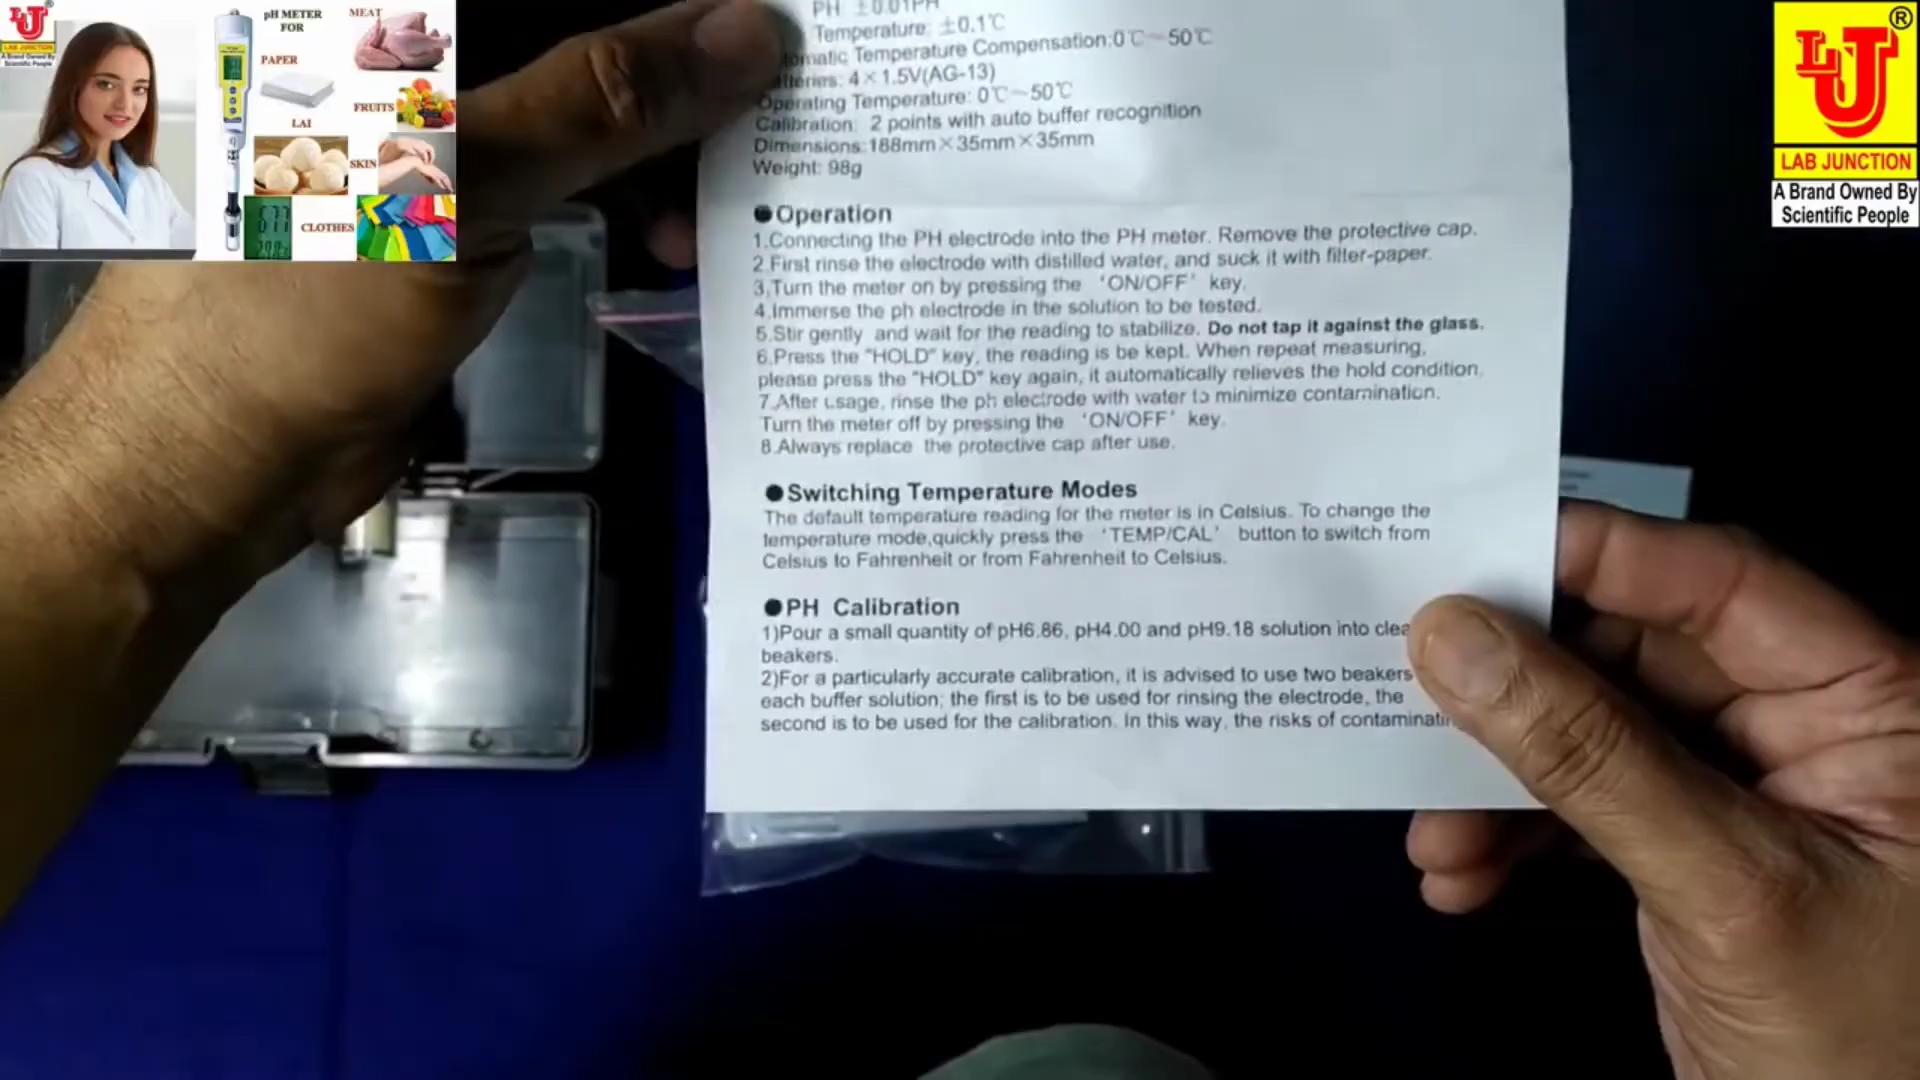 LJ
®
LAB JUNCTION
A Brand Owned By
Scientific People
pH METER
FOR
PAPER
LAI
MEAT
FRUITS
SKIN
CLOTHES
677
LJ
®
LAB JUNCTION
A Brand Owned By
Scientific People
PH ±0.01PH
Temperature: ±0.1℃
Temperature Compensation:0℃~50℃
4×1.5V(AG-13)
Operating Temperature: 0℃~50℃
Calibration: 2 points with auto buffer recognition
Dimensions:188mm×35mm×35mm
Weight: 98g
●Operation
1.Connecting the PH electrode into the PH meter. Remove the protective cap.
2.First rinse the electrode with distilled water, and suck it with filter-paper.
3.Turn the meter on by pressing the 'ON/OFF' key.
4.Immerse the ph electrode in the solution to be tested.
5.Stir gently and wait for the reading to stabilize. Do not tap it against the glass.
6.Press the "HOLD" key, the reading is be kept. When repeat measuring,
please press the "HOLD" key again, it automatically relieves the hold condition.
7.After usage, rinse the ph electrode with water to minimize contamination.
Turn the meter off by pressing the 'ON/OFF' key.
8.Always replace the protective cap after use.
●Switching Temperature Modes
The default temperature reading for the meter is in Celsius. To change the
temperature mode,quickly press the 'TEMP/CAL' button to switch from
Celsius to Fahrenheit or from Fahrenheit to Celsius.
●PH Calibration
1)Pour a small quantity of pH6.86, pH4.00 and pH9.18 solution into
beakers.
2)For a particularly accurate calibration, it is advised to use two beakers
each buffer solution; the first is to be used for rinsing the electrode, the
second is to be used for the calibration. In this way, the risks of